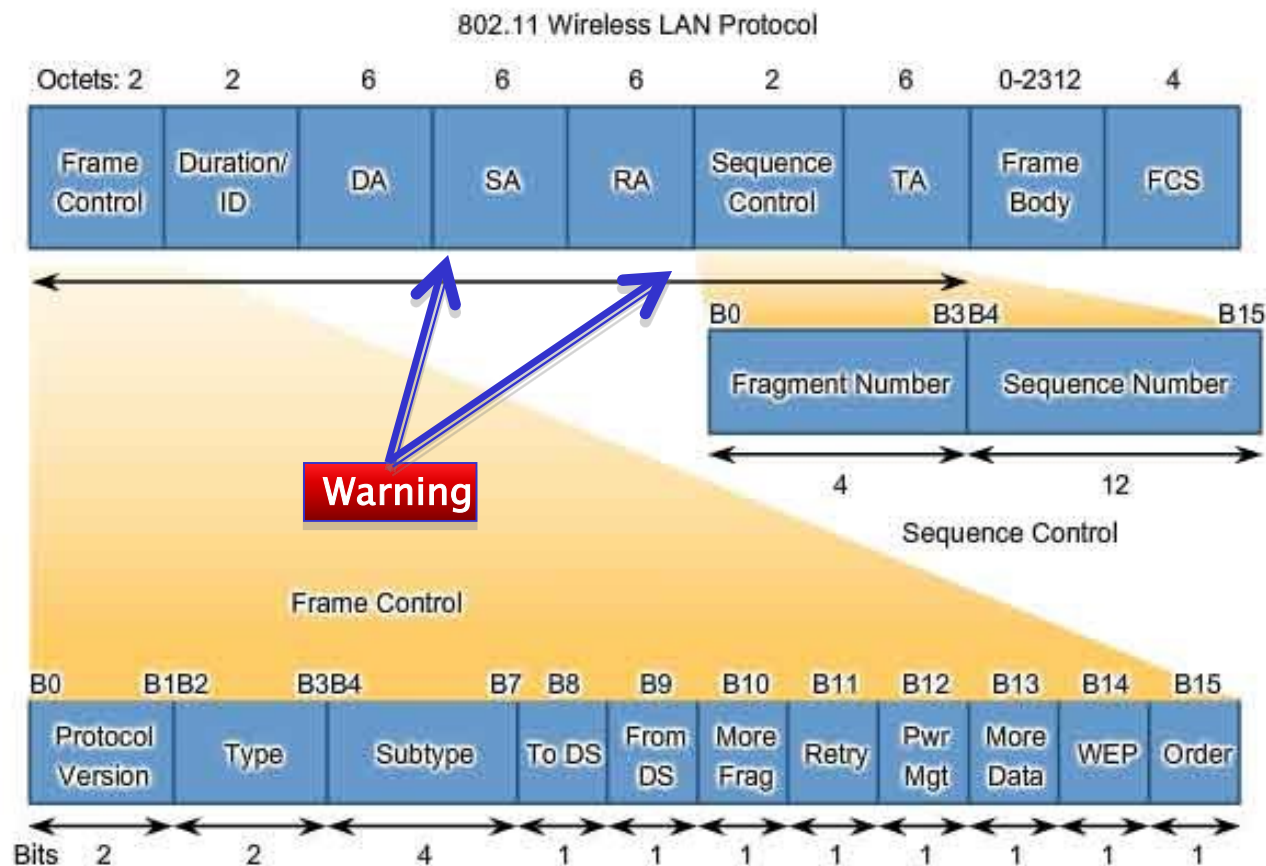 802.11 Wireless LAN Protocol
Octets: 2 2 6 6 6 2 6 0-2312 4
Frame Control
Duration/ ID
DA
SA
RA
Sequence Control
TA
Frame Body
FCS
B0 B3 B4 B15
Fragment Number
Sequence Number
4 12
Sequence Control
Warning
Frame Control
B0 B1 B2 B3 B4 B7 B8 B9 B10 B11 B12 B13 B14 B15
Protocol Version
Type
Subtype
To DS
From DS
More Frag
Retry
Pwr Mgt
More Data
WEP
Order
Bits 2 2 4 1 1 1 1 1 1 1 1